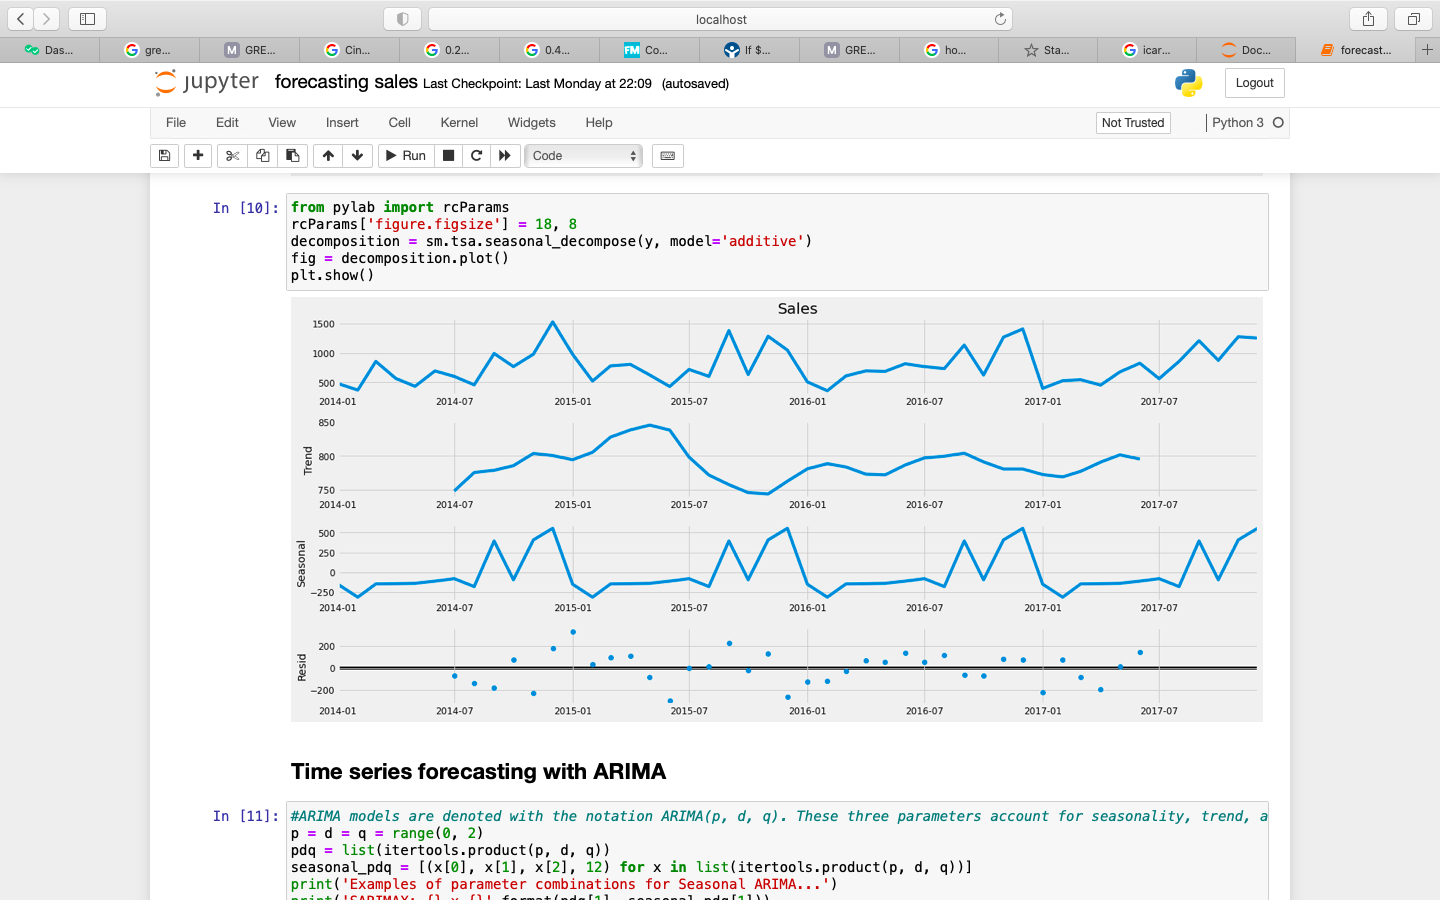 localhost
Das...
gre...
M GRE...
Cin...
0.2...
0.4...
FM Co...
If $...
M GRE...
ho...
Sta...
icar...
Doc...
forecast...
jupyter forecasting sales Last Checkpoint: Last Monday at 22:09 (autosaved)
Logout
File Edit View Insert Cell Kernel Widgets Help
Not Trusted
Python 3
Run
Code
In [10]:
from pylab import rcParams
rcParams['figure.figsize'] = 18, 8
decomposition = sm.tsa.seasonal_decompose(y, model='additive')
fig = decomposition.plot()
plt.show()
Sales
1500
1000
500
2014-01 2014-07 2015-01 2015-07 2016-01 2016-07 2017-01 2017-07
Trend
850
800
750
2014-01 2014-07 2015-01 2015-07 2016-01 2016-07 2017-01 2017-07
Seasonal
500
250
0
−250
2014-01 2014-07 2015-01 2015-07 2016-01 2016-07 2017-01 2017-07
Resid
200
0
−200
2014-01 2014-07 2015-01 2015-07 2016-01 2016-07 2017-01 2017-07
Time series forecasting with ARIMA
In [11]:
#ARIMA models are denoted with the notation ARIMA(p, d, q). These three parameters account for seasonality, trend, a
p = d = q = range(0, 2)
pdq = list(itertools.product(p, d, q))
seasonal_pdq = [(x[0], x[1], x[2], 12) for x in list(itertools.product(p, d, q))]
print('Examples of parameter combinations for Seasonal ARIMA...')
print('SARIMAX: {} x {}'.format(pdq[1], seasonal_pdq[1]))